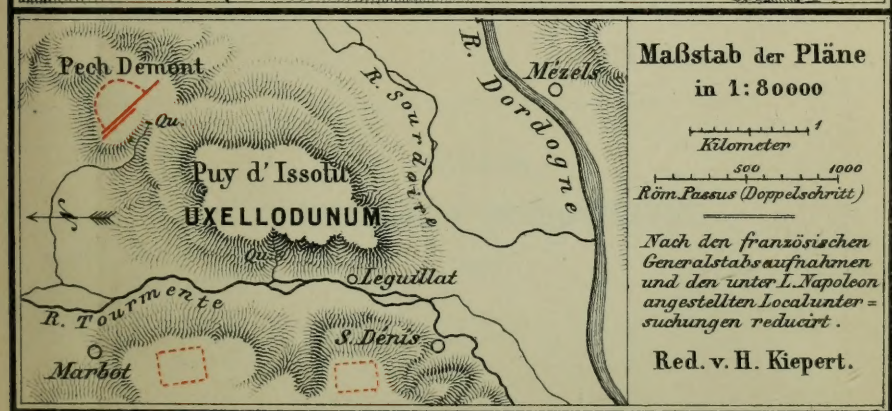 Pech Demont
Qu.
Puy d'Issolu
UXELLODUNUM
Qu.
N
Leguillat
R. Tourmente
Marbot
S. Dénis
R. Sourdoire
R. Dordogne
Mézels
Maßstab der Pläne
in 1:80000
1
Kilometer
500 1000
Röm. Passus (Doppelschritt)
Nach den französischen
Generalstabsaufnahmen
und den unter L. Napoleon
angestellten Localunter=
suchungen reducirt.
Red. v. H. Kiepert.